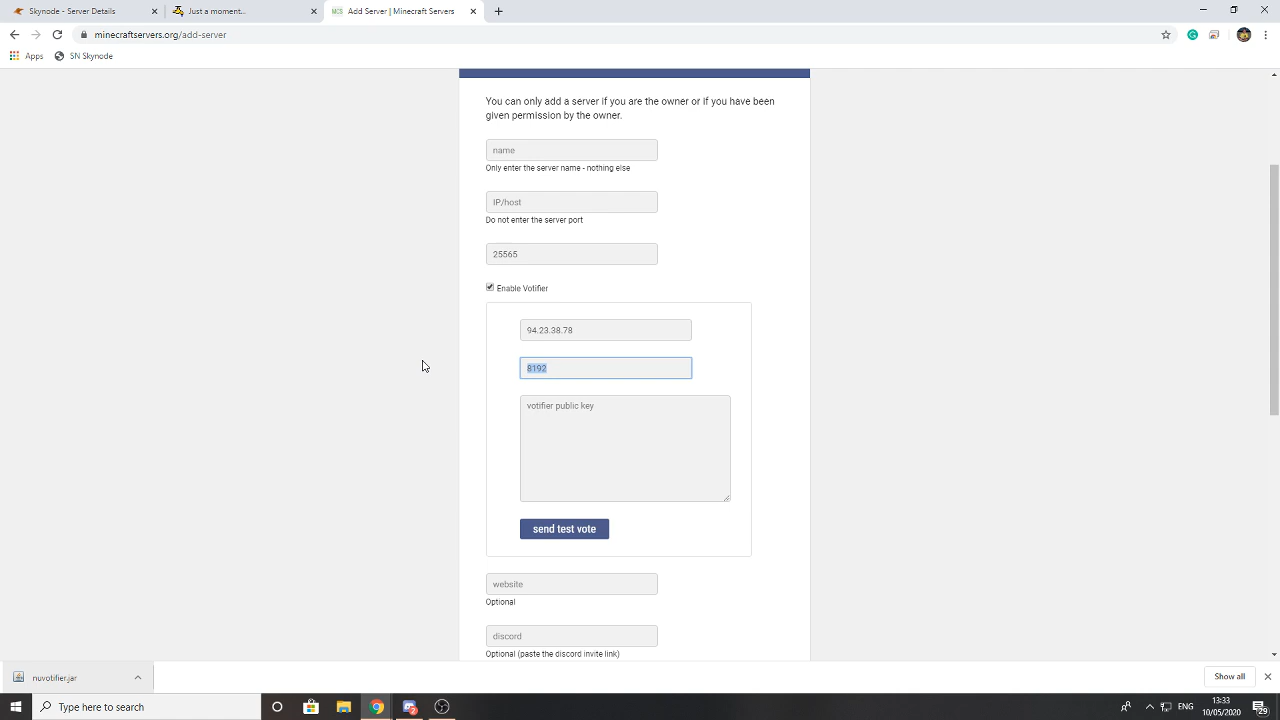 Skynode - Server Details
Just a moment...
MCS Add Server | Minecraft Servers
minecraftservers.org/add-server
Apps
SN Skynode
You can only add a server if you are the owner or if you have been
given permission by the owner.
name
Only enter the server name - nothing else
IP/host
Do not enter the server port
25565
Enable Votifier
94.23.38.78
8192
votifier public key
send test vote
website
Optional
discord
Optional (paste the discord invite link)
nuvotifier.jar
Show all
Type here to search
ENG
13:33
10/05/2020